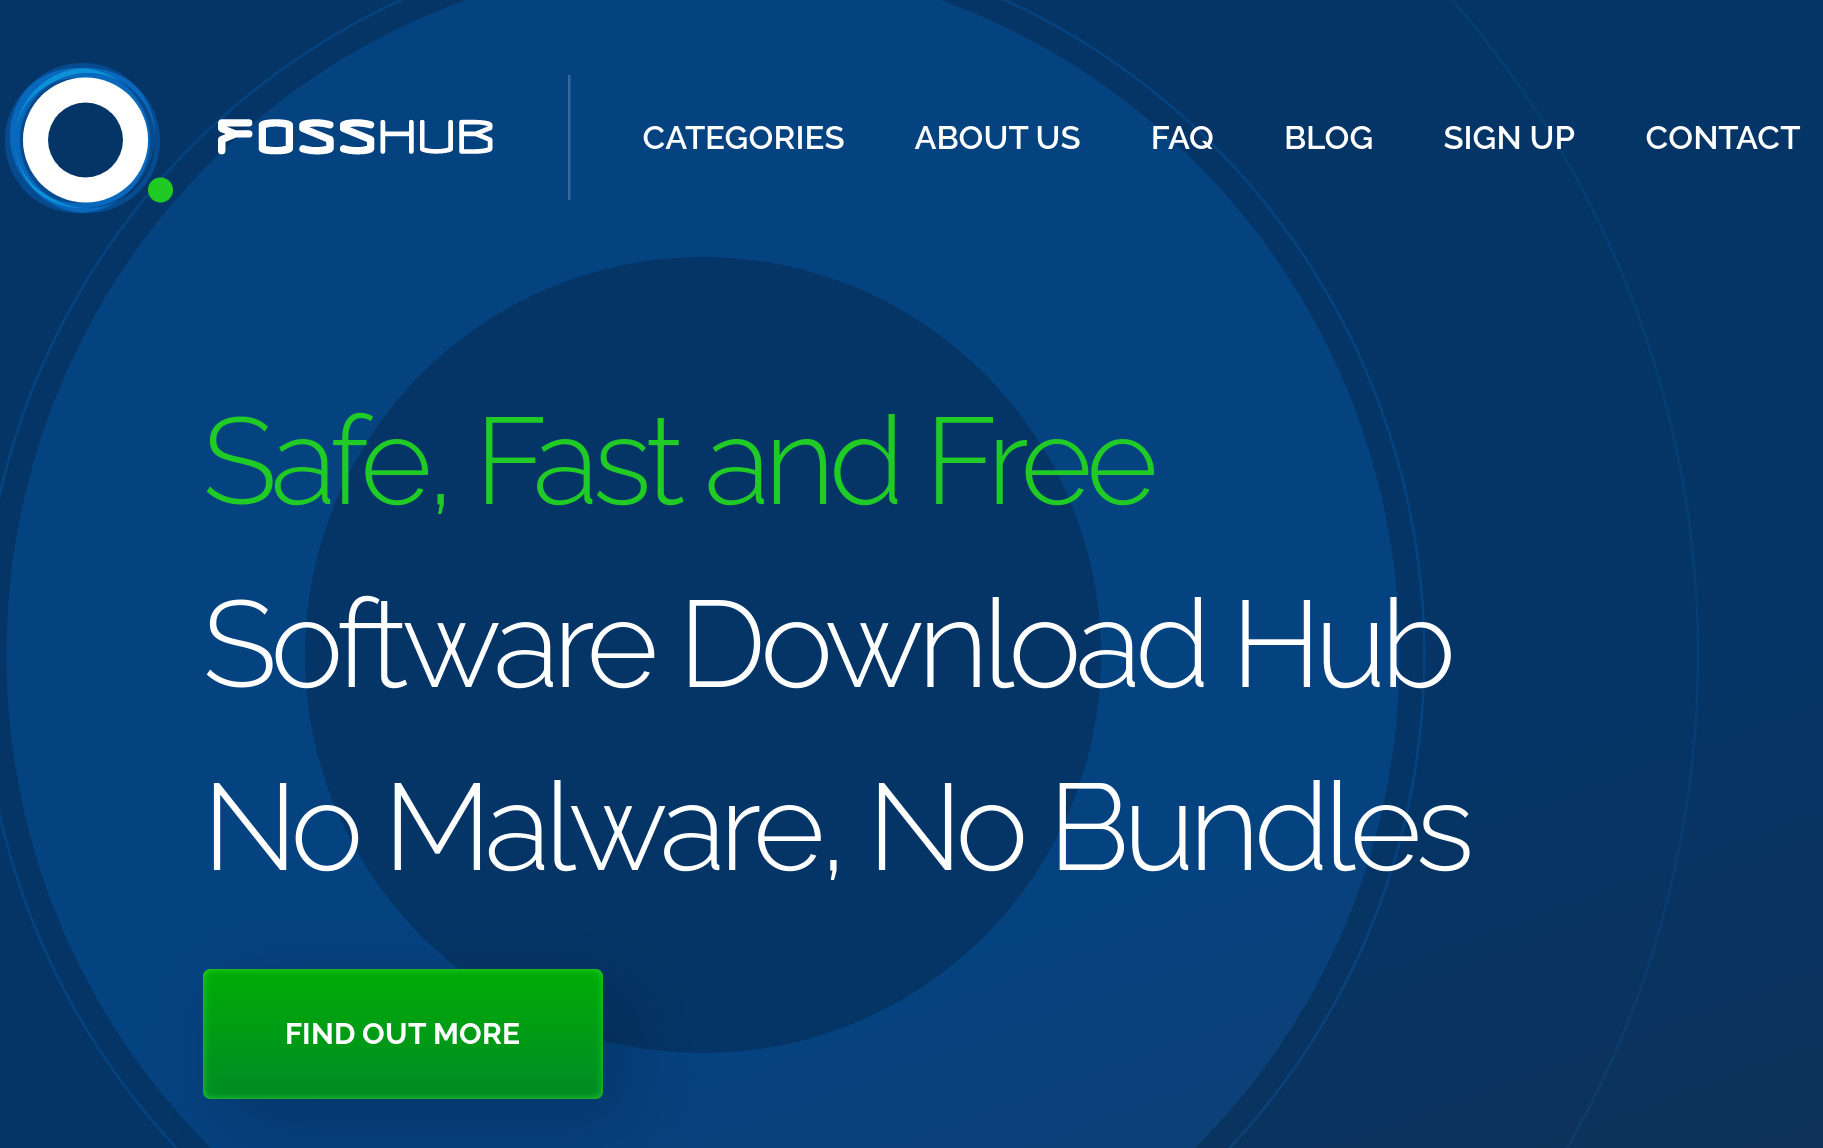 FOSSHUB
CATEGORIES ABOUT US FAQ BLOG SIGN UP CONTACT
Safe, Fast and Free
Software Download Hub
No Malware, No Bundles
FIND OUT MORE